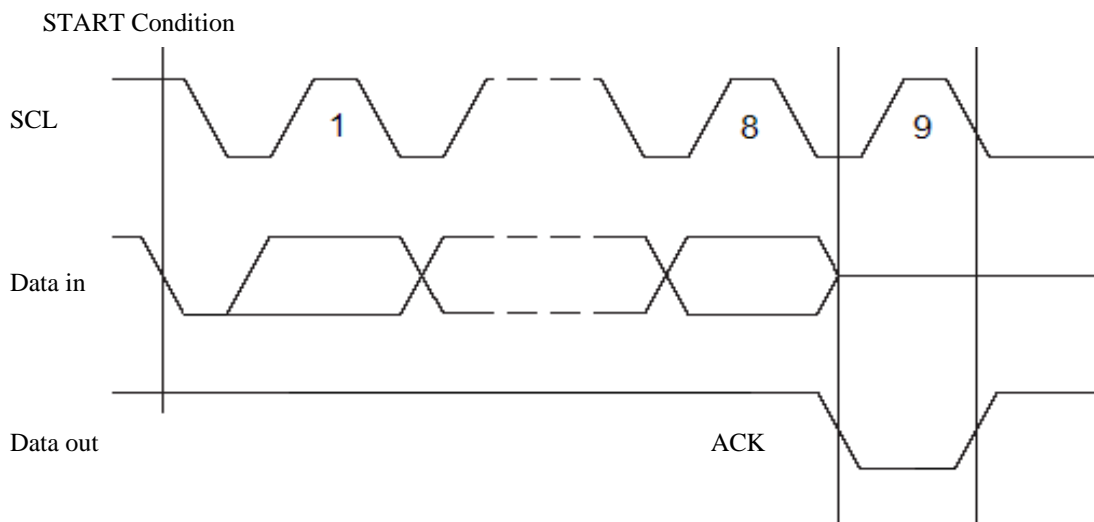 START Condition
SCL
1
8
9
Data in
Data out
ACK